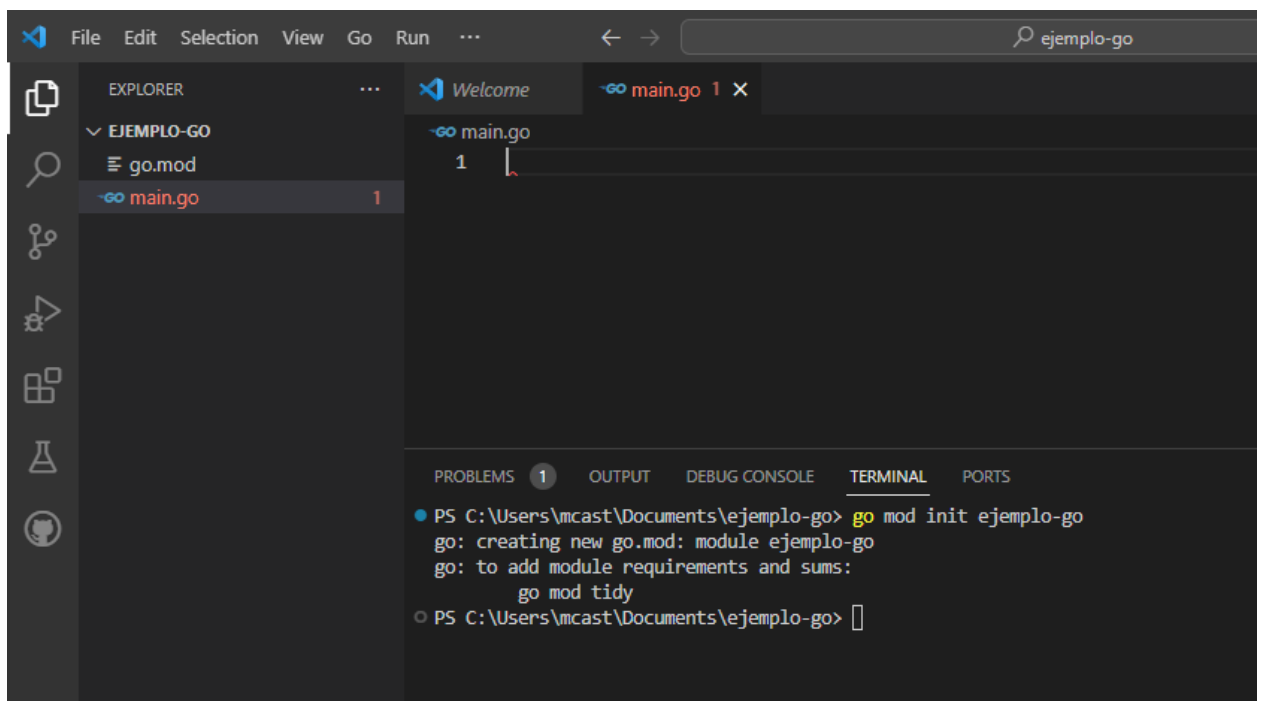 File Edit Selection View Go Run ··· ← → ejemplo-go
EXPLORER ···
EJEMPLO-GO
go.mod
GO main.go 1
Welcome
GO main.go 1 ×
GO main.go
1
PROBLEMS 1 OUTPUT DEBUG CONSOLE TERMINAL PORTS
PS C:\Users\mcast\Documents\ejemplo-go> go mod init ejemplo-go
go: creating new go.mod: module ejemplo-go
go: to add module requirements and sums:
go mod tidy
PS C:\Users\mcast\Documents\ejemplo-go>